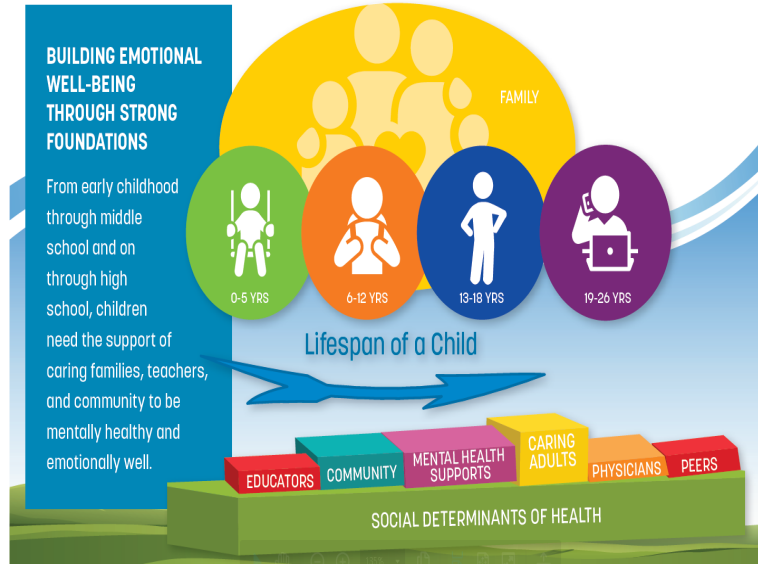 BUILDING EMOTIONAL
WELL-BEING
THROUGH STRONG
FOUNDATIONS
From early childhood
through middle
school and on
through high
school, children
need the support of
caring families, teachers,
and community to be
mentally healthy and
emotionally well.
FAMILY
0-5 YRS
6-12 YRS
13-18 YRS
19-26 YRS
Lifespan of a Child
EDUCATORS
COMMUNITY
MENTAL HEALTH
SUPPORTS
CARING
ADULTS
PHYSICIANS
PEERS
SOCIAL DETERMINANTS OF HEALTH